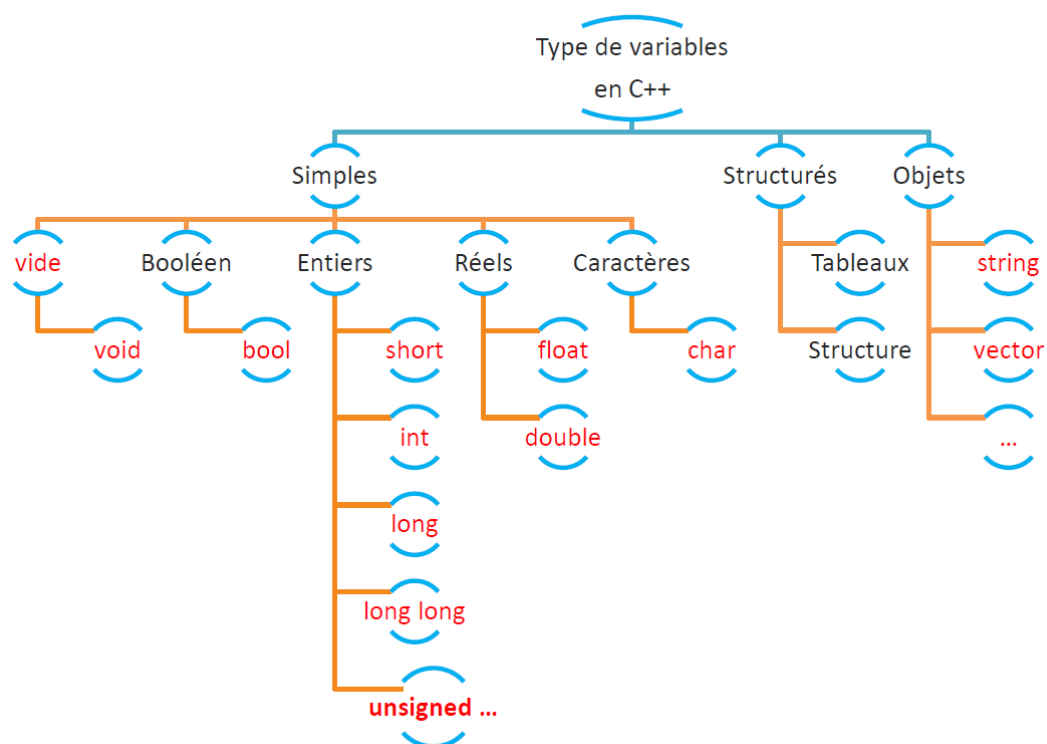 Type de variables
en C++
Simples
Structurés
Objets
vide
Booléen
Entiers
Réels
Caractères
Tableaux
string
void
bool
short
float
char
Structure
vector
int
double
...
long
long long
unsigned ...